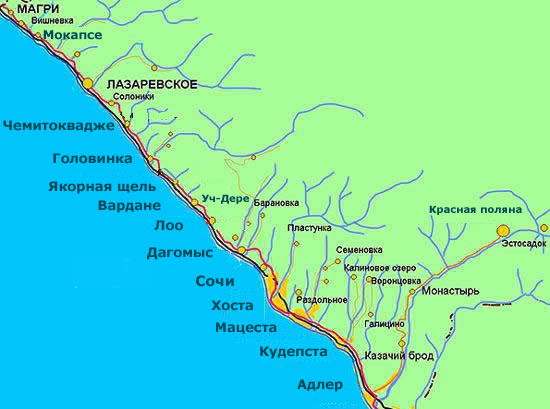 МАГРИ
Вишневка
Мокапсе
ЛАЗАРЕВСКОЕ
Солоники
Чемитоквадже
Головинка
Якорная щель
Уч-Дере
Вардане
Барановка
Красная поляна
Лоо
Пластунка
Эстосадок
Дагомыс
Семеновка
Калиновое озеро
Сочи
Воронцовка
Монастырь
Раздольное
Хоста
Галицино
Мацеста
Кудепста
Казачий брод
Адлер